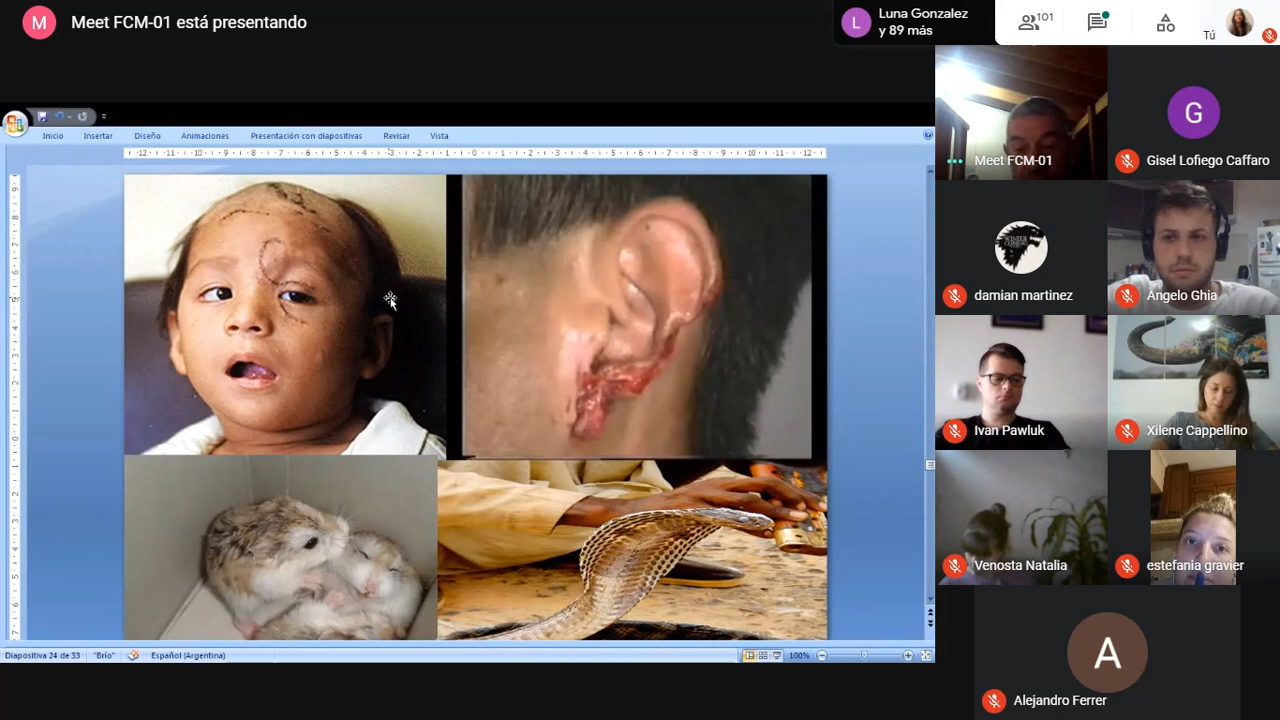 M
Meet FCM-01 está presentando
L
Luna Gonzalez
y 89 más
101
Tú
Inicio
Insertar
Diseño
Animaciones
Presentación con diapositivas
Revisar
Vista
Meet FCM-01
G
Gisel Lofiego Caffaro
WINTER
damian martinez
Angelo Ghia
Ivan Pawluk
Xilene Cappellino
Venosta Natalia
estefania gravier
A
Alejandro Ferrer
Diapositiva 24 de 33
"Brío"
Español (Argentina)
100%